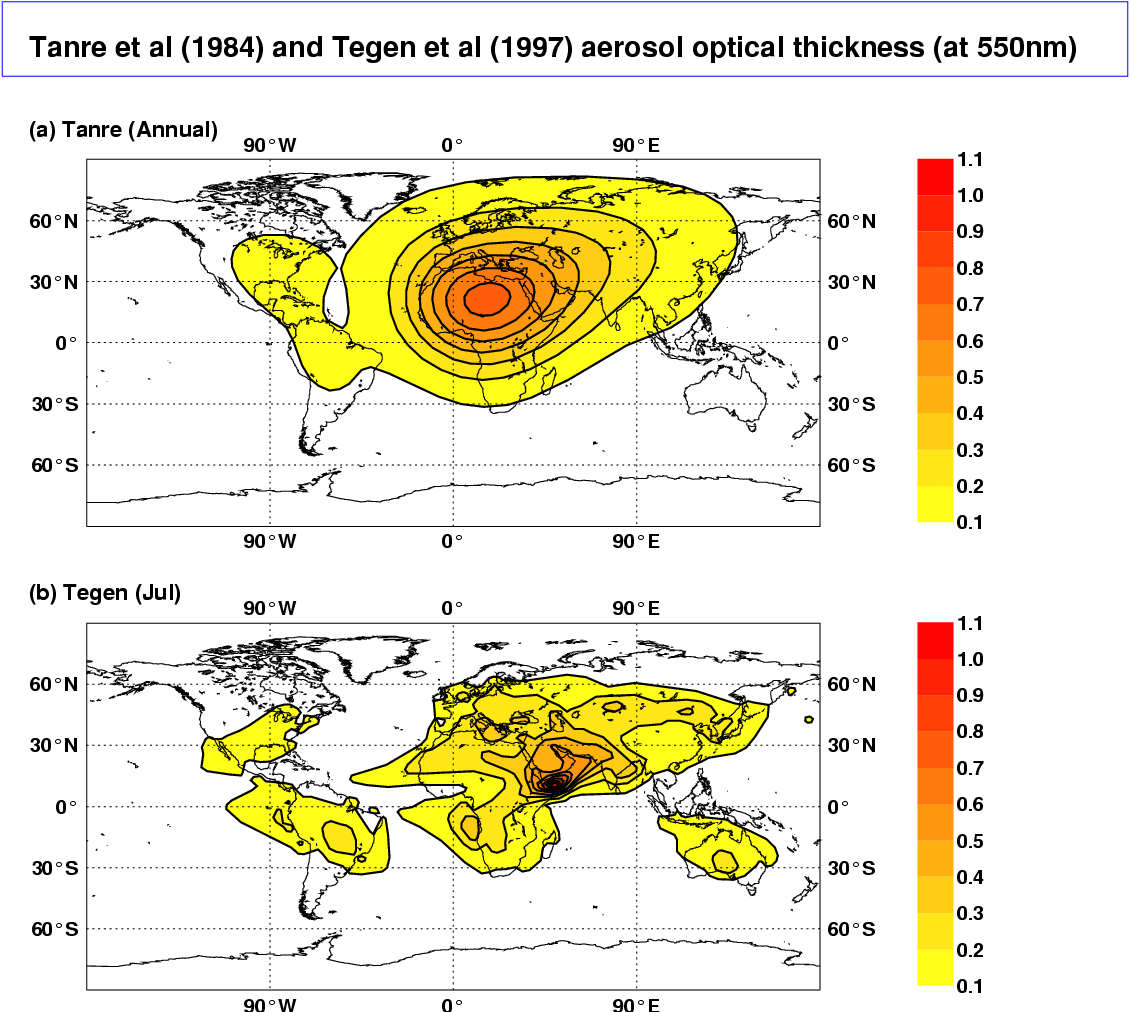 Tanre et al (1984) and Tegen et al (1997) aerosol optical thickness (at 550nm)
(a) Tanre (Annual)
90°W 0° 90°E
1.1
1.0
60°N 60°N
0.9
0.8
30°N 30°N
0.7
0° 0°
0.6
0.5
30°S 30°S
0.4
0.3
60°S 60°S
0.2
0.1
90°W 0° 90°E
(b) Tegen (Jul)
90°W 0° 90°E
1.1
1.0
60°N 60°N
0.9
0.8
30°N 30°N
0.7
0° 0°
0.6
0.5
30°S 30°S
0.4
0.3
60°S 60°S
0.2
0.1
90°W 0° 90°E